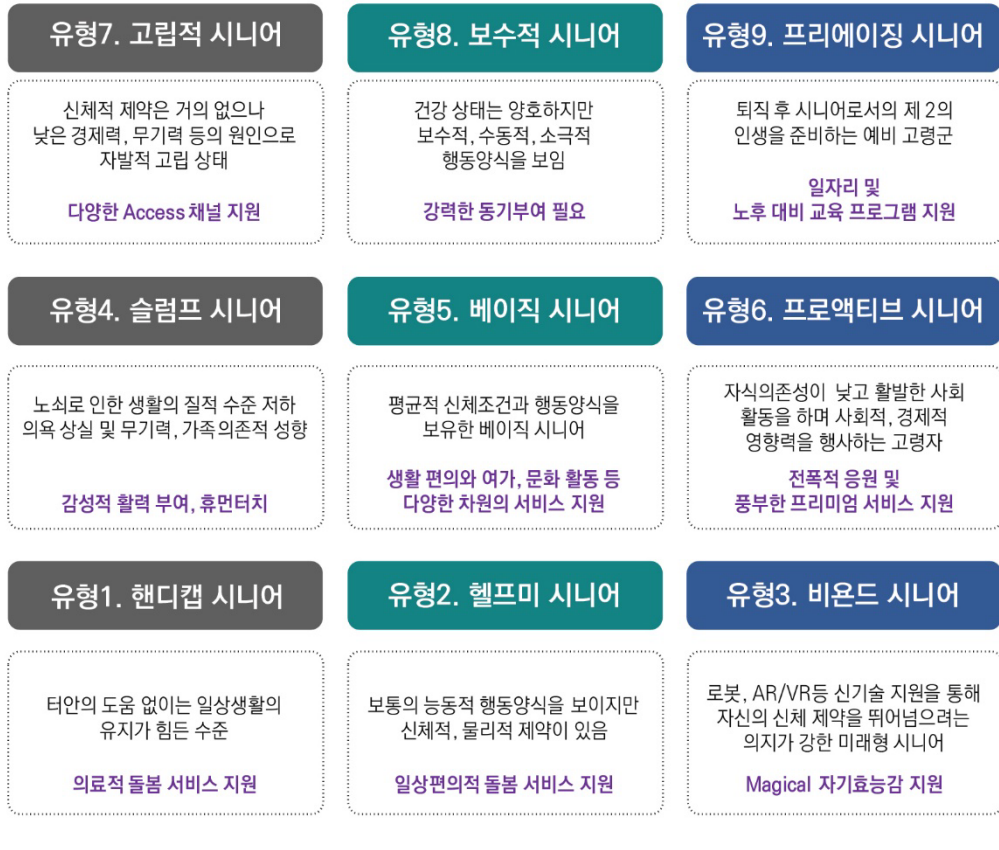 유형7. 고립적 시니어
신체적 제약은 거의 없으나
낮은 경제력, 무기력 등의 원인으로
자발적 고립 상태
다양한 Access 채널 지원
유형8. 보수적 시니어
건강 상태는 양호하지만
보수적, 수동적, 소극적
행동양식을 보임
강력한 동기부여 필요
유형9. 프리에이징 시니어
퇴직 후 시니어로서의 제 2의
인생을 준비하는 예비 고령군
일자리 및
노후 대비 교육 프로그램 지원
유형4. 슬럼프 시니어
노쇠로 인한 생활의 질적 수준 저하
의욕 상실 및 무기력, 가족의존적 성향
감성적 활력 부여, 휴먼터치
유형5. 베이직 시니어
평균적 신체조건과 행동양식을
보유한 베이직 시니어
생활 편의와 여가, 문화 활동 등
다양한 차원의 서비스 지원
유형6. 프로액티브 시니어
자식의존성이 낮고 활발한 사회
활동을 하며 사회적, 경제적
영향력을 행사하는 고령자
전폭적 응원 및
풍부한 프리미엄 서비스 지원
유형1. 핸디캡 시니어
터안의 도움 없이는 일상생활의
유지가 힘든 수준
의료적 돌봄 서비스 지원
유형2. 헬프미 시니어
보통의 능동적 행동양식을 보이지만
신체적, 물리적 제약이 있음
일상편의적 돌봄 서비스 지원
유형3. 비욘드 시니어
로봇, AR/VR등 신기술 지원을 통해
자신의 신체 제약을 뛰어넘으려는
의지가 강한 미래형 시니어
Magical 자기효능감 지원